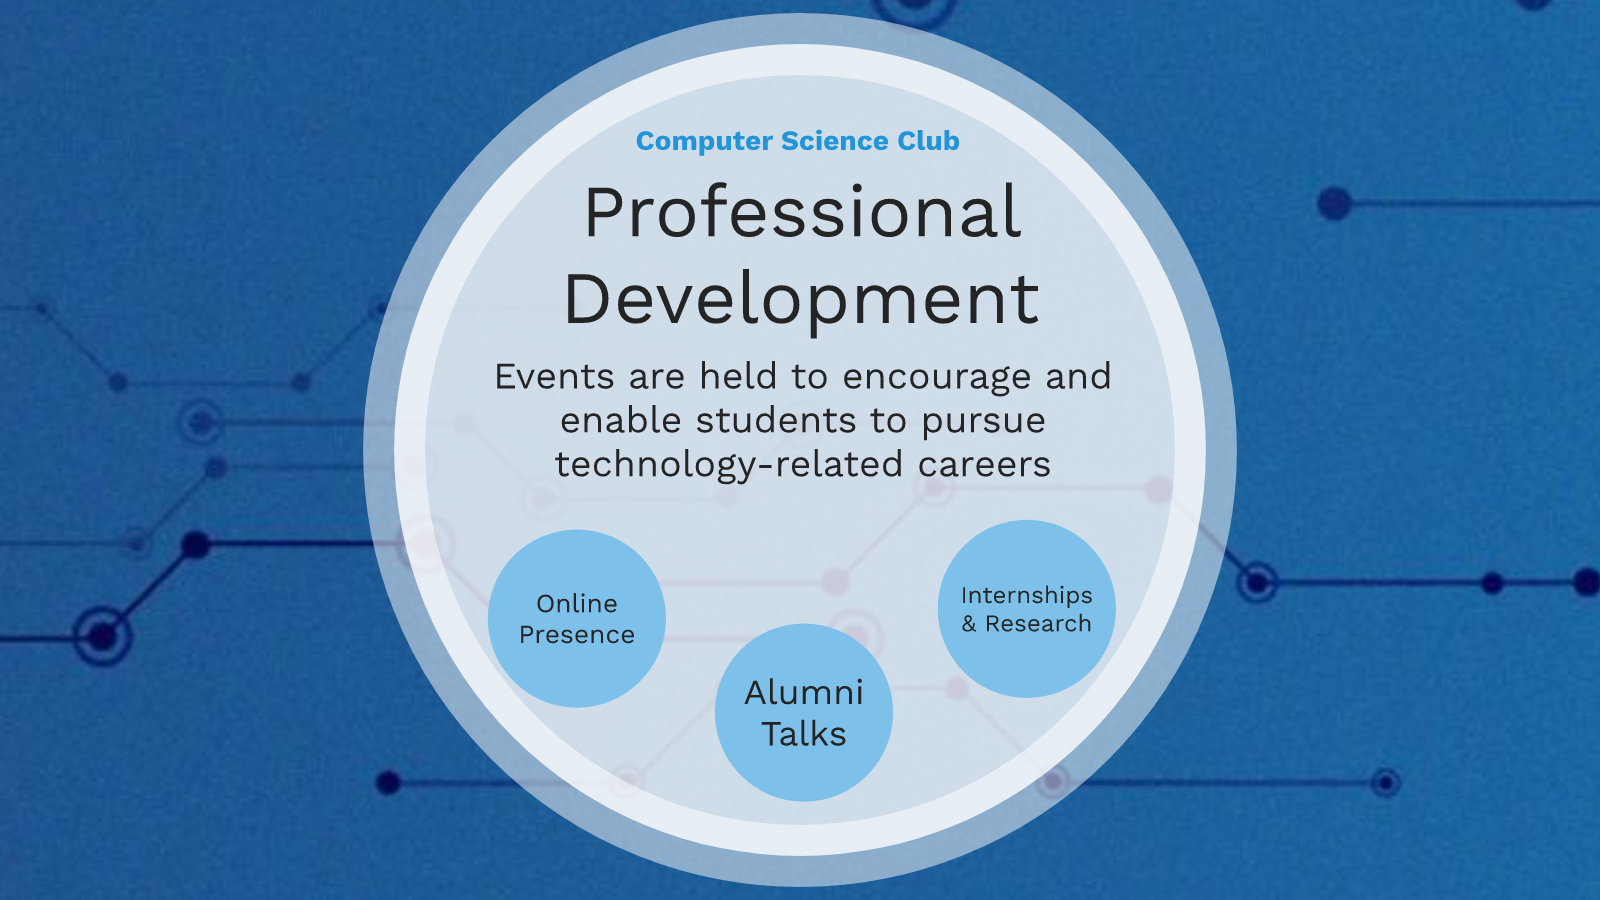 Computer Science Club
Professional
Development
Events are held to encourage and
enable students to pursue
technology-related careers
Online
Presence
Alumni
Talks
Internships
& Research